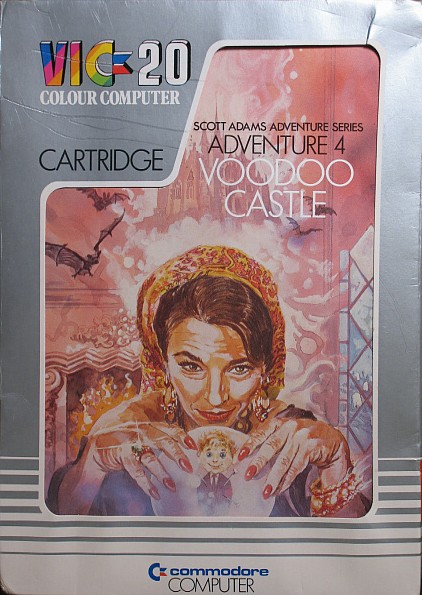 VIC-20
COLOUR COMPUTER
CARTRIDGE
SCOTT ADAMS ADVENTURE SERIES
ADVENTURE 4
VOODOO
CASTLE
commodore
COMPUTER